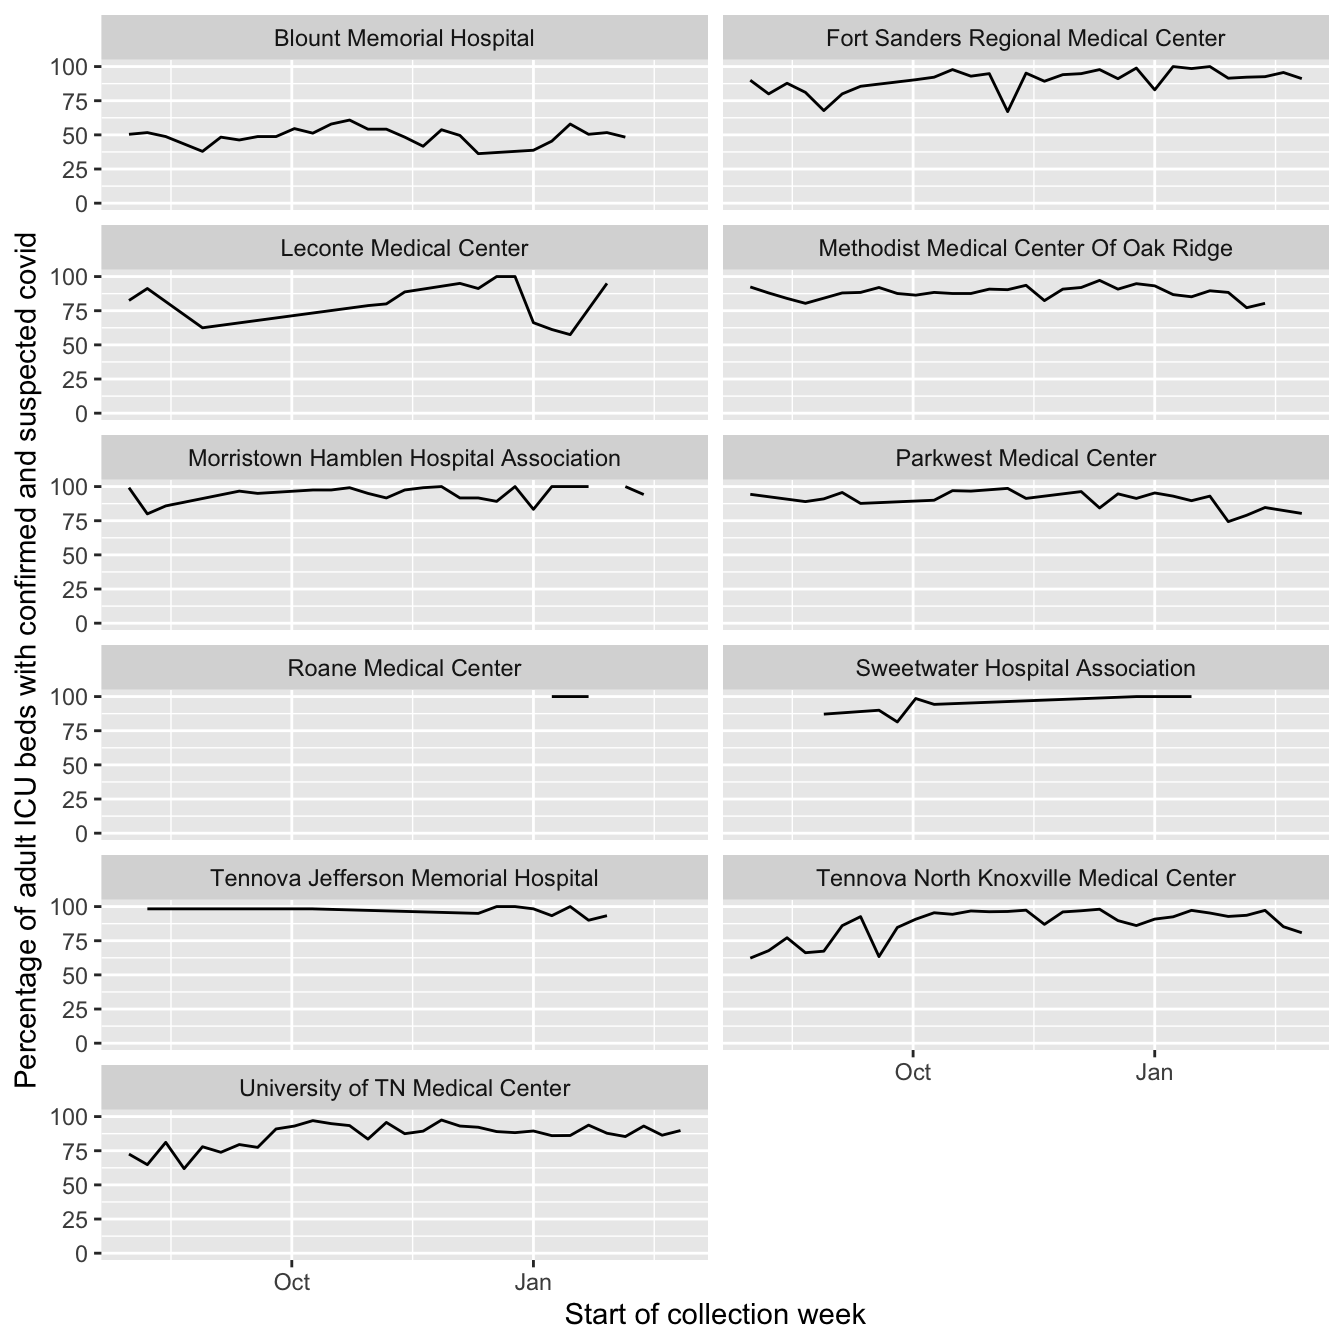 Blount Memorial Hospital
Fort Sanders Regional Medical Center
100
75
50
25
0
Leconte Medical Center
Methodist Medical Center Of Oak Ridge
100
75
50
25
0
Morristown Hamblen Hospital Association
Parkwest Medical Center
100
75
50
25
0
Roane Medical Center
Sweetwater Hospital Association
100
75
50
25
0
Tennova Jefferson Memorial Hospital
Tennova North Knoxville Medical Center
100
75
50
25
0
Oct
Jan
University of TN Medical Center
100
75
50
25
0
Oct
Jan
Start of collection week
Percentage of adult ICU beds with confirmed and suspected covid